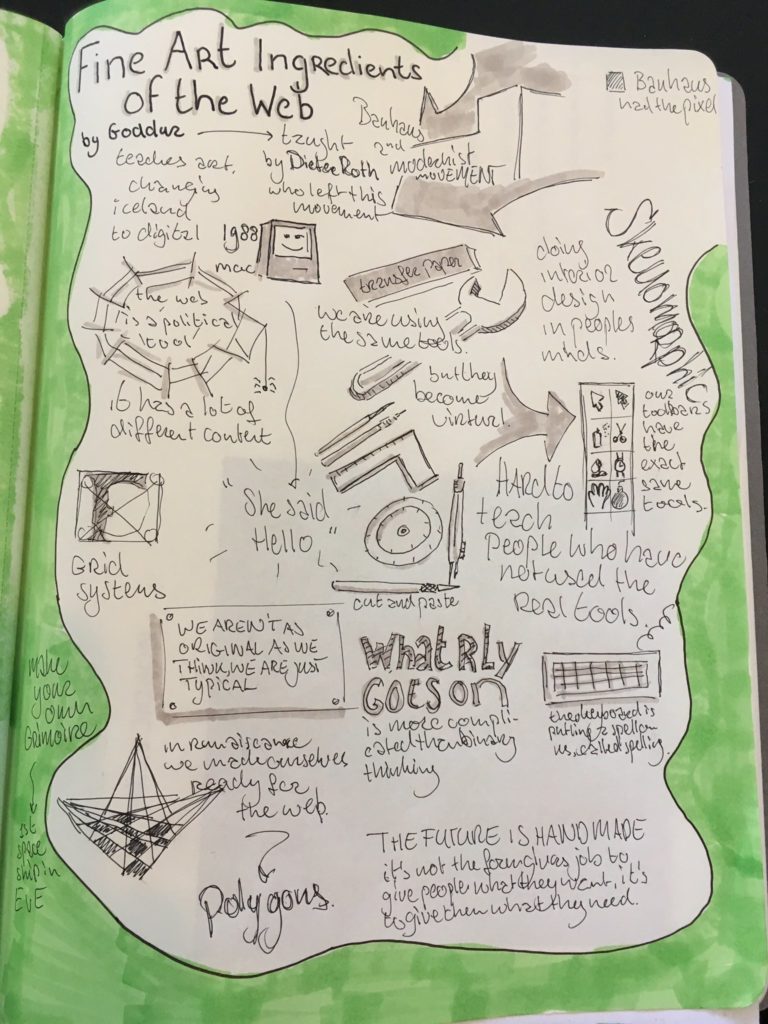 Fine Art Ingredients
of the Web
by Goddur
teaches art,
changing
iceland
to digital
taught
by Dieter Roth
who left this
movement
Bauhaus
and
modernist
movement
Bauhaus
had the pixel
1988
mac
the web
is a political
tool
it has a lot of
different content
transfer paper
we are using
the same tools.
but they
become
virtual.
doing
interior
design
in peoples
minds.
Skeuomorphic
our
toolbars
have
the
exact
same
tools.
"She said
Hello"
HARD to
teach
people who have
not used the
Real tools.
Grid
systems
cut and paste
WE AREN'T AS
ORIGINAL AS WE
THINK, WE ARE JUST
TYPICAL
What RLY
GOES ON
is more compli-
cated than binary
thinking
the keyboard is
putting a spell on
us, called spelling.
make
your
own
Grimoire
1st
space
ship in
EvE
in renaiscance
we made ourselves
ready for
the web.
Polygons.
THE FUTURE IS HANDMADE
it's not the formgivers job to
give people what they want, it's
to give them what they need.